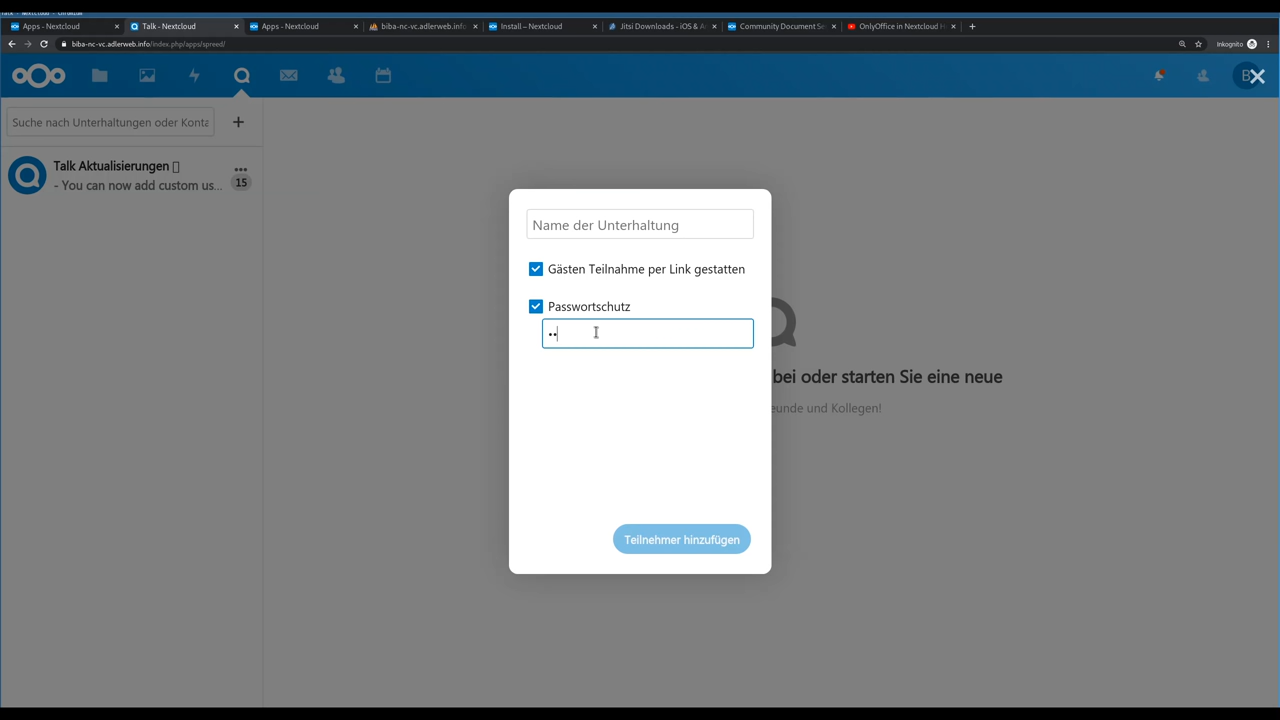 Talk - Nextcloud - Chromium
Apps - Nextcloud
Talk - Nextcloud
Apps - Nextcloud
biba-nc-vc.adlerweb.info
Install – Nextcloud
Jitsi Downloads - iOS & A
Community Document Se
OnlyOffice in Nextcloud H
biba-nc-vc.adlerweb.info/index.php/apps/spreed/
Inkognito
B
Suche nach Unterhaltungen oder Konta
Talk Aktualisierungen
- You can now add custom us...
15
Name der Unterhaltung
Gästen Teilnahme per Link gestatten
Passwortschutz
bei oder starten Sie eine neue
eunde und Kollegen!
Teilnehmer hinzufügen